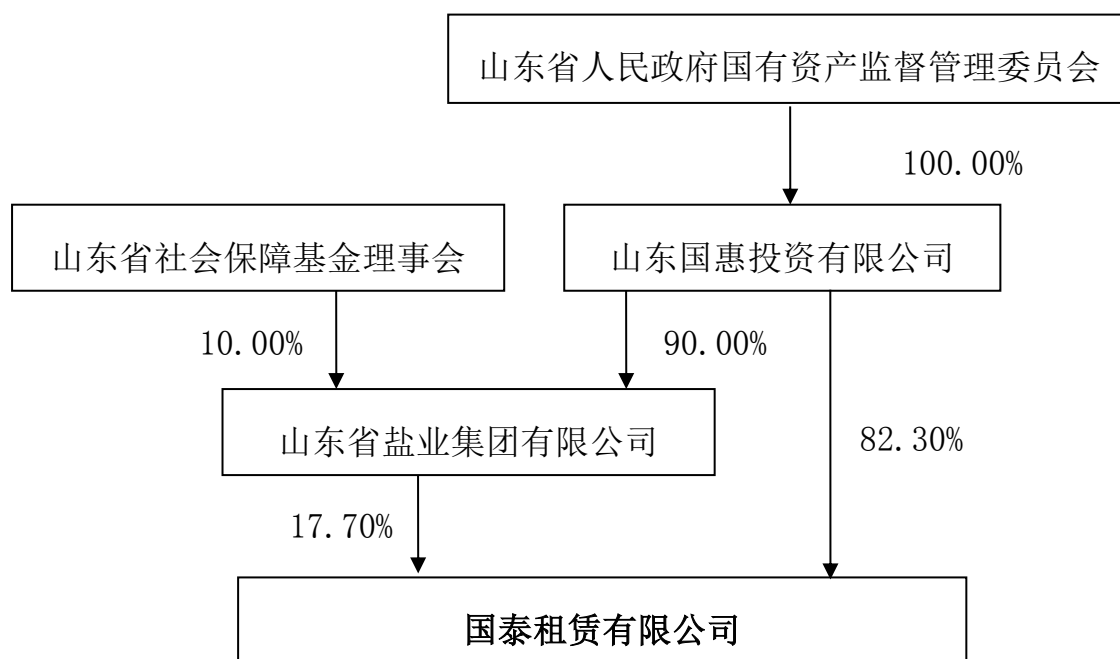 山东省人民政府国有资产监督管理委员会
100.00%
山东省社会保障基金理事会
山东国惠投资有限公司
10.00%
90.00%
山东省盐业集团有限公司
82.30%
17.70%
国泰租赁有限公司